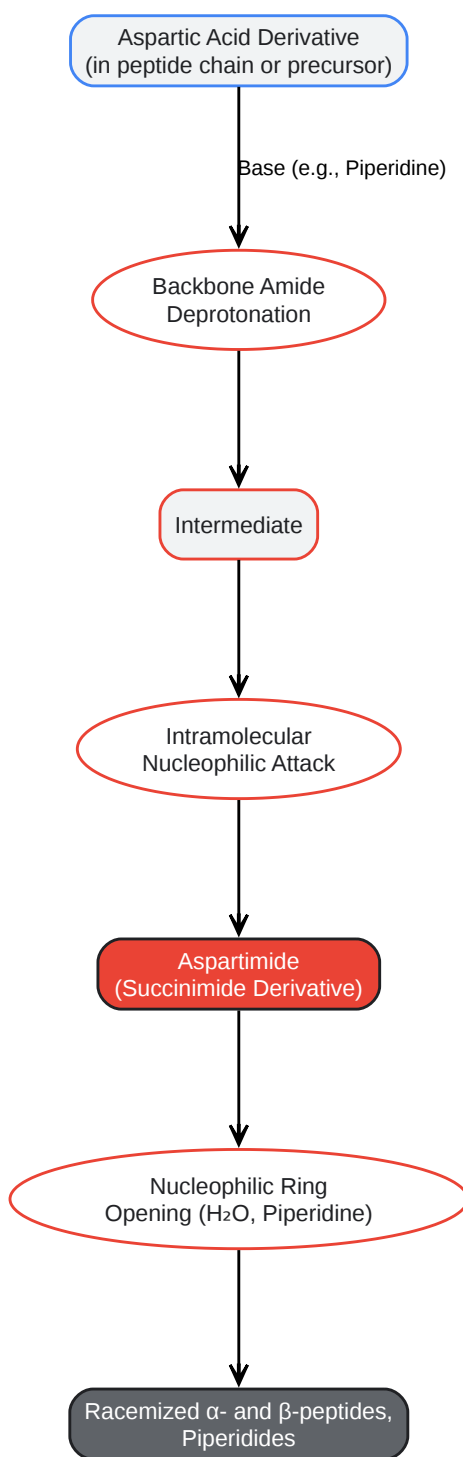 Aspartic Acid Derivative
(in peptide chain or precursor)
Base (e.g., Piperidine)
Backbone Amide
Deprotonation
Intermediate
Intramolecular
Nucleophilic Attack
Aspartimide
(Succinimide Derivative)
Nucleophilic Ring
Opening (H₂O, Piperidine)
Racemized α- and β-peptides,
Piperidides